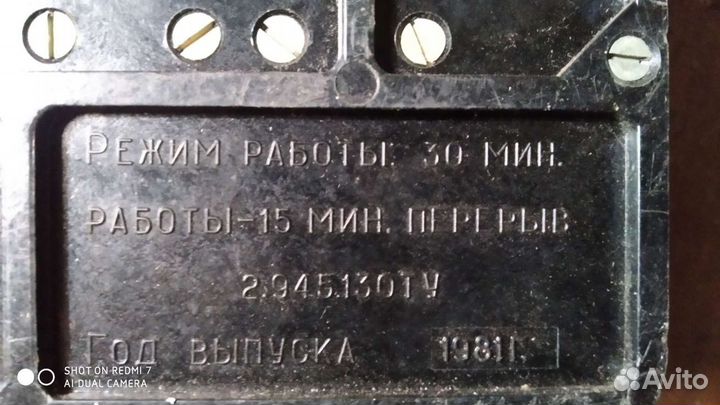 РЕЖИМ РАБОТЫ: 30 МИН.
РАБОТЫ-15 МИН. ПЕРЕРЫВ
2.945.130ТУ
ГОД ВЫПУСКА 1981Г.
SHOT ON REDMI 7
AI DUAL CAMERA
Avito